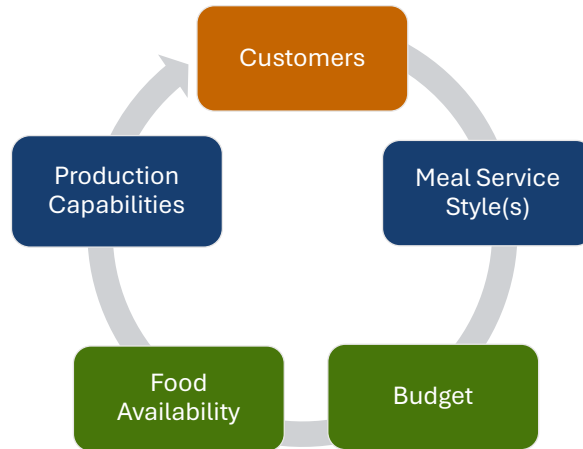 Customers
Meal Service
Style(s)
Budget
Food
Availability
Production
Capabilities